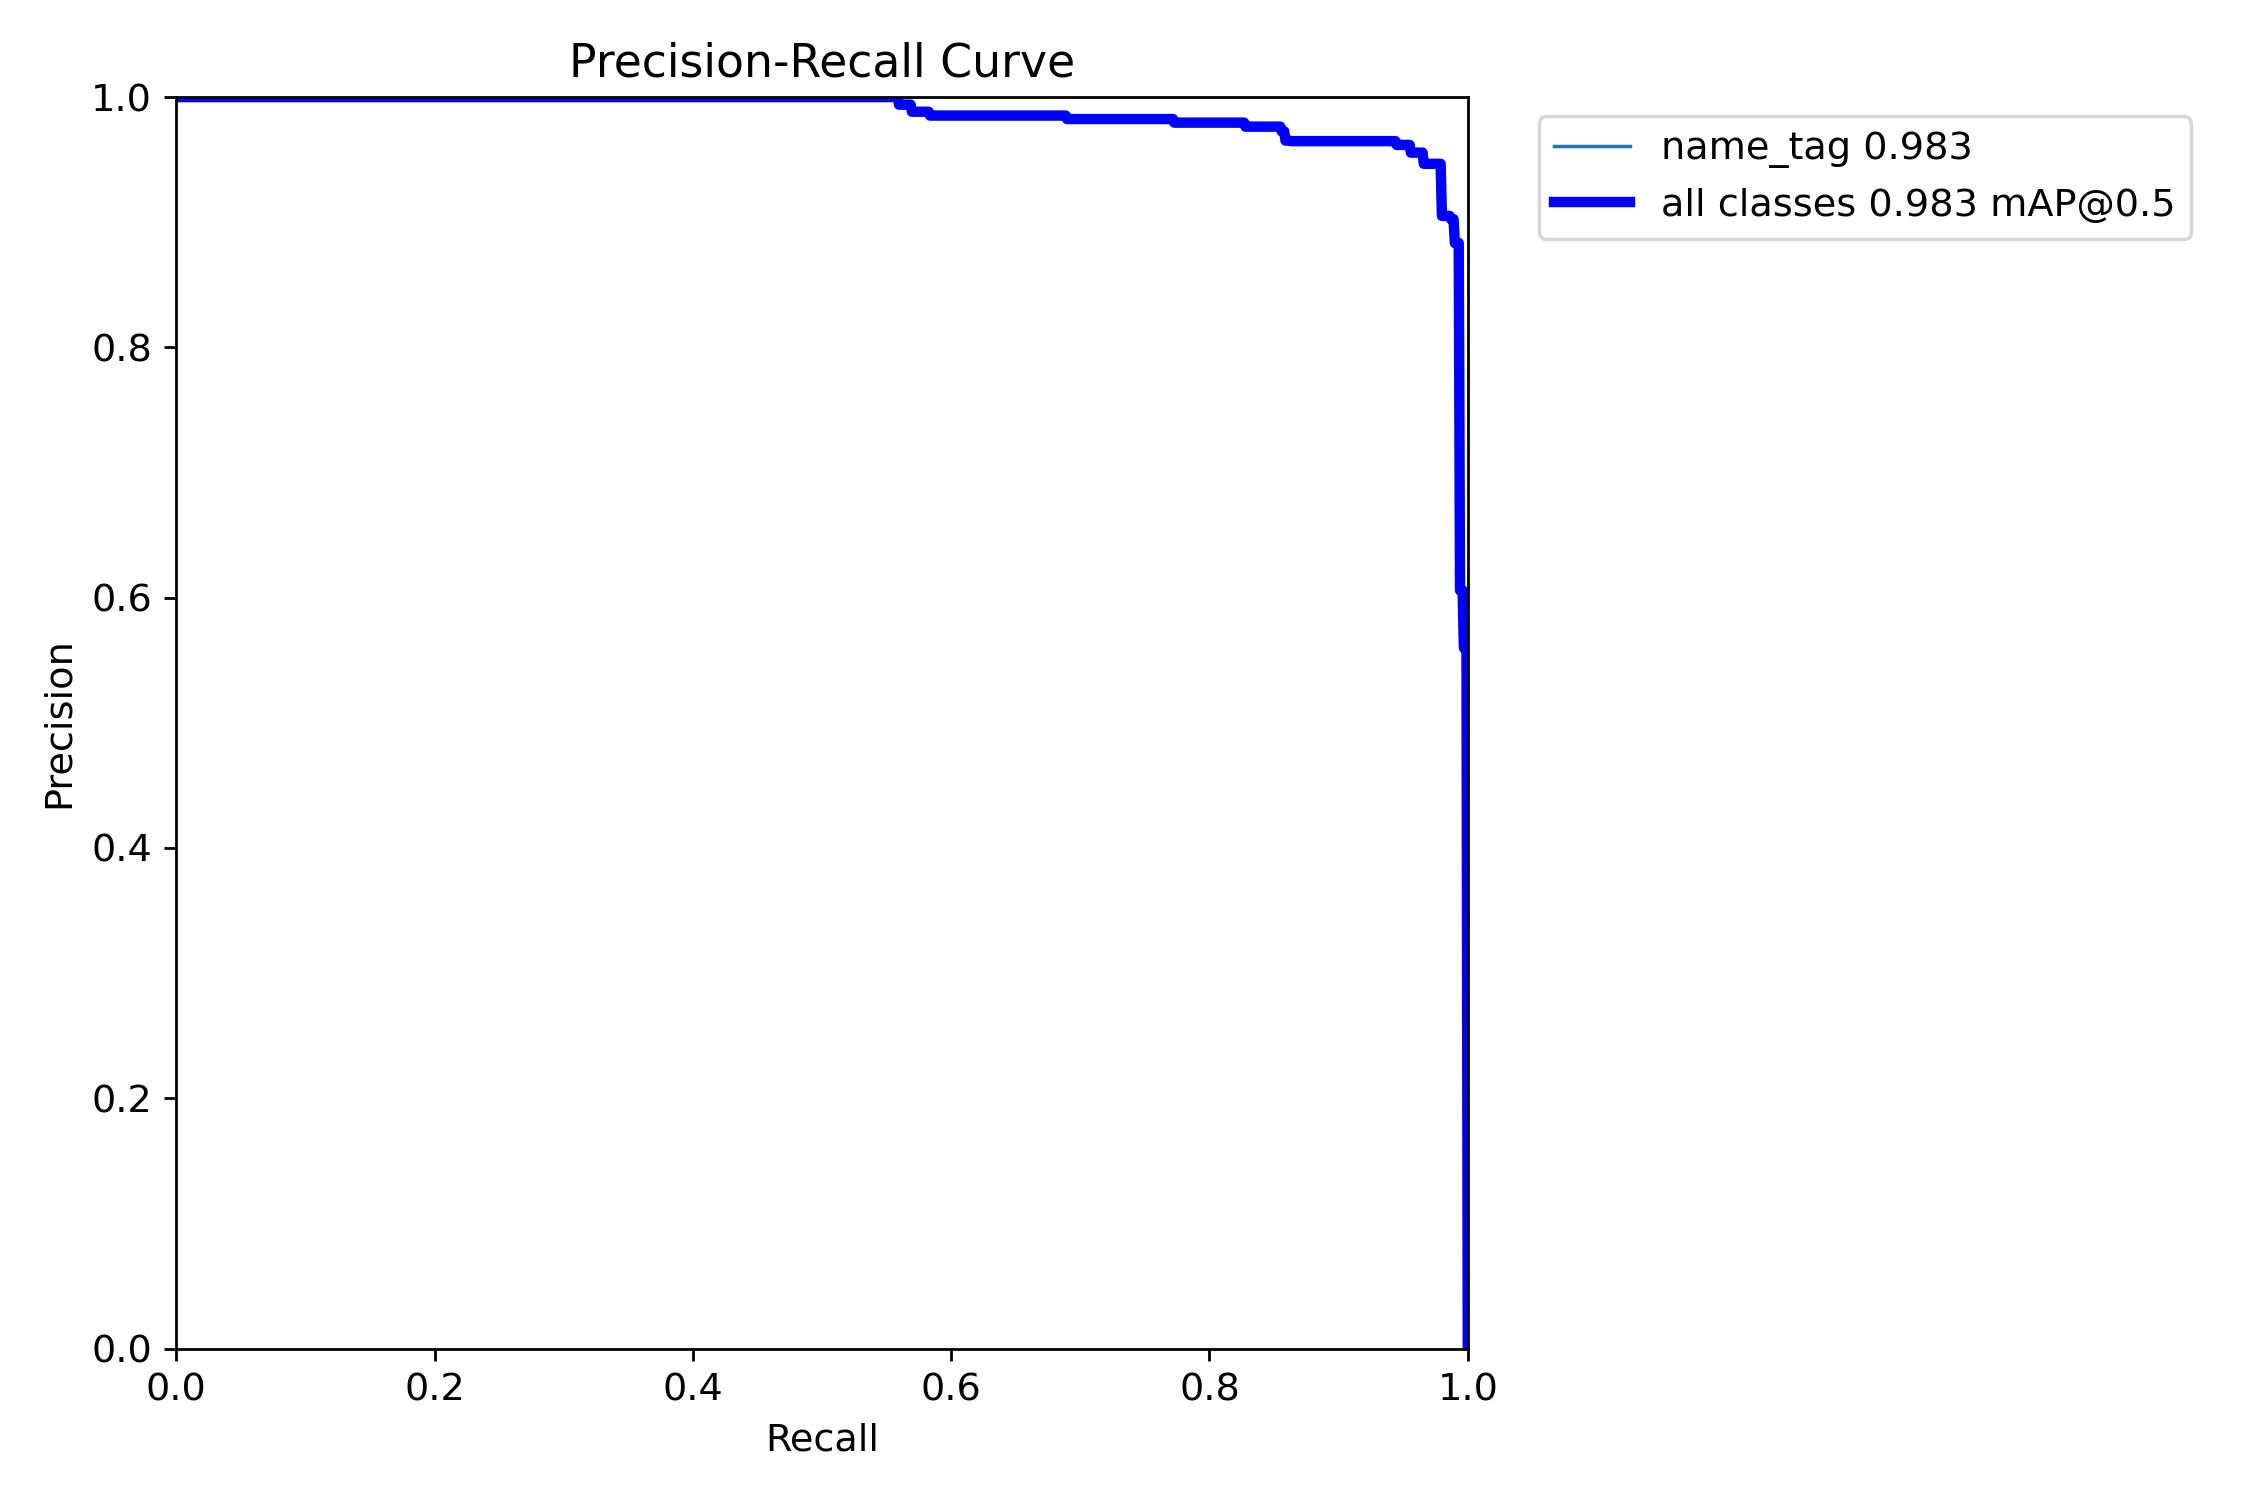 Precision-Recall Curve
name_tag 0.983
all classes 0.983 mAP@0.5
Precision
1.0
0.8
0.6
0.4
0.2
0.0
0.0 0.2 0.4 0.6 0.8 1.0
Recall